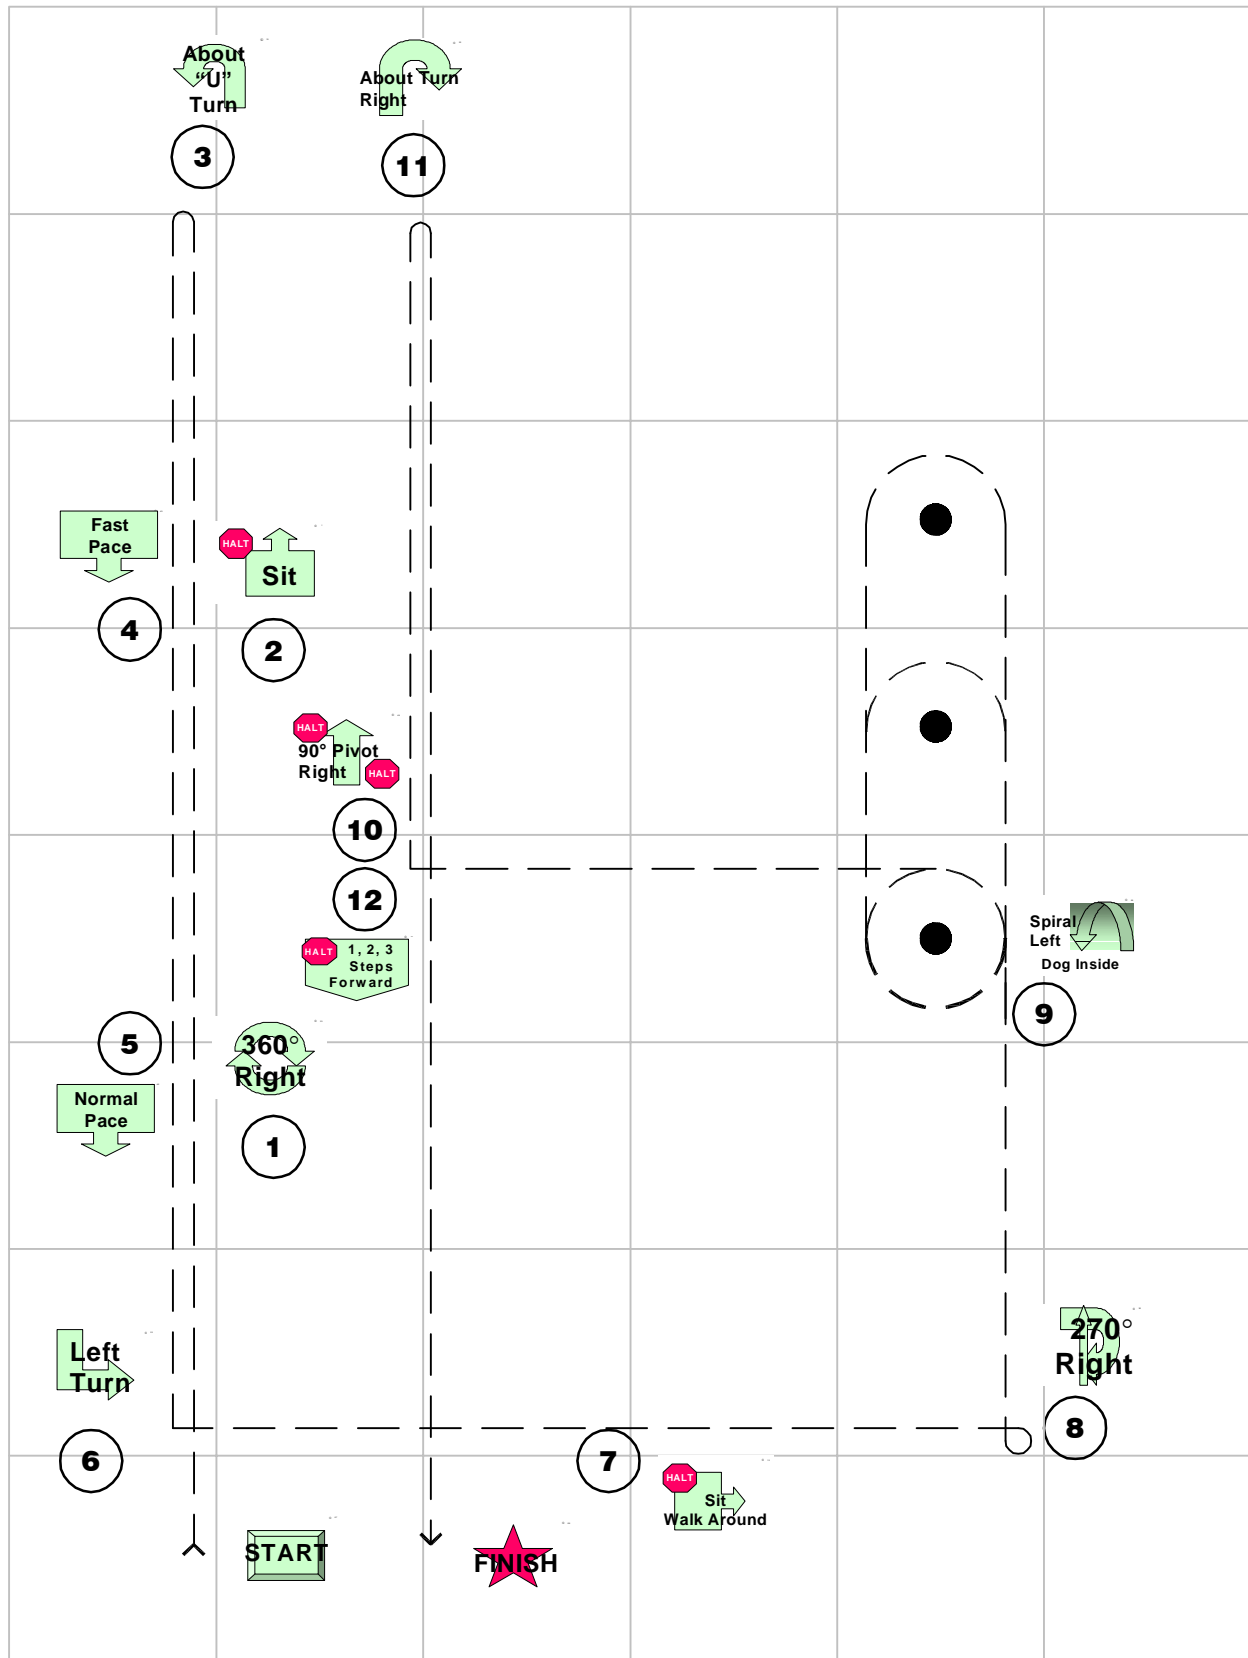 About
“U”
Turn
3
About Turn
Right
11
Fast
Pace
4
HALT
Sit
2
HALT
90° Pivot
Right
HALT
10
12
HALT
1, 2, 3
Steps
Forward
Spiral
Left
Dog Inside
9
5
Normal
Pace
360°
Right
1
Left
Turn
6
7
HALT
Sit
Walk Around
270°
Right
8
START
FINISH